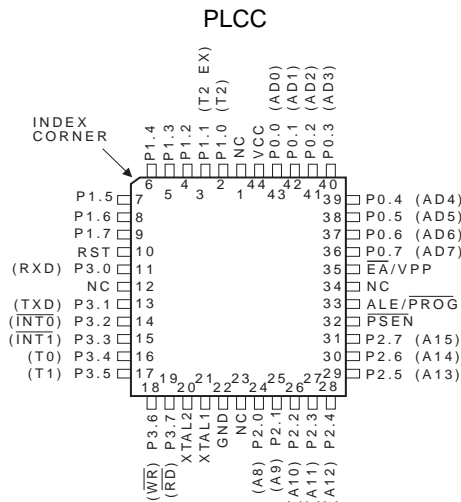 PLCC
INDEX
CORNER
P1.4
P1.3
P1.2
P1.1 (T2 EX)
P1.0 (T2)
NC
VCC
P0.0 (AD0)
P0.1 (AD1)
P0.2 (AD2)
P0.3 (AD3)
6
5
4
3
2
1
44
43
42
41
40
P1.5 7
P1.6 8
P1.7 9
RST 10
(RXD) P3.0 11
NC 12
(TXD) P3.1 13
(INT0) P3.2 14
(INT1) P3.3 15
(T0) P3.4 16
(T1) P3.5 17
39 P0.4 (AD4)
38 P0.5 (AD5)
37 P0.6 (AD6)
36 P0.7 (AD7)
35 EA/VPP
34 NC
33 ALE/PROG
32 PSEN
31 P2.7 (A15)
30 P2.6 (A14)
29 P2.5 (A13)
18
19
20
21
22
23
24
25
26
27
28
(WR) P3.6
(RD) P3.7
XTAL2
XTAL1
GND
NC
(A8) P2.0
(A9) P2.1
(A10) P2.2
(A11) P2.3
(A12) P2.4